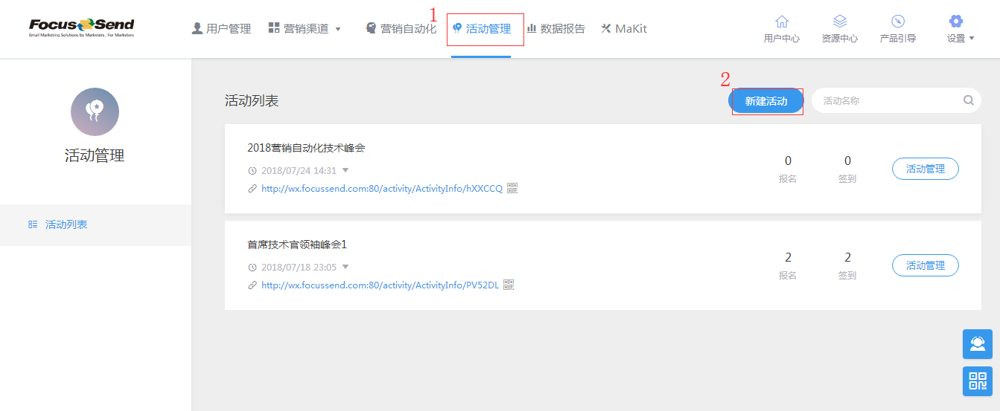 Focus Send
Email Marketing Solutions by Marketers , For Marketers
用户管理
营销渠道
营销自动化
1
活动管理
数据报告
MaKit
用户中心
资源中心
产品引导
设置
活动管理
活动列表
活动列表
2
新建活动
活动名称
2018营销自动化技术峰会
2018/07/24 14:31
http://wx.focussend.com:80/activity/ActivityInfo/hXXCCQ
0
报名
0
签到
活动管理
首席技术官领袖峰会1
2018/07/18 23:05
http://wx.focussend.com:80/activity/ActivityInfo/PV52DL
2
报名
2
签到
活动管理